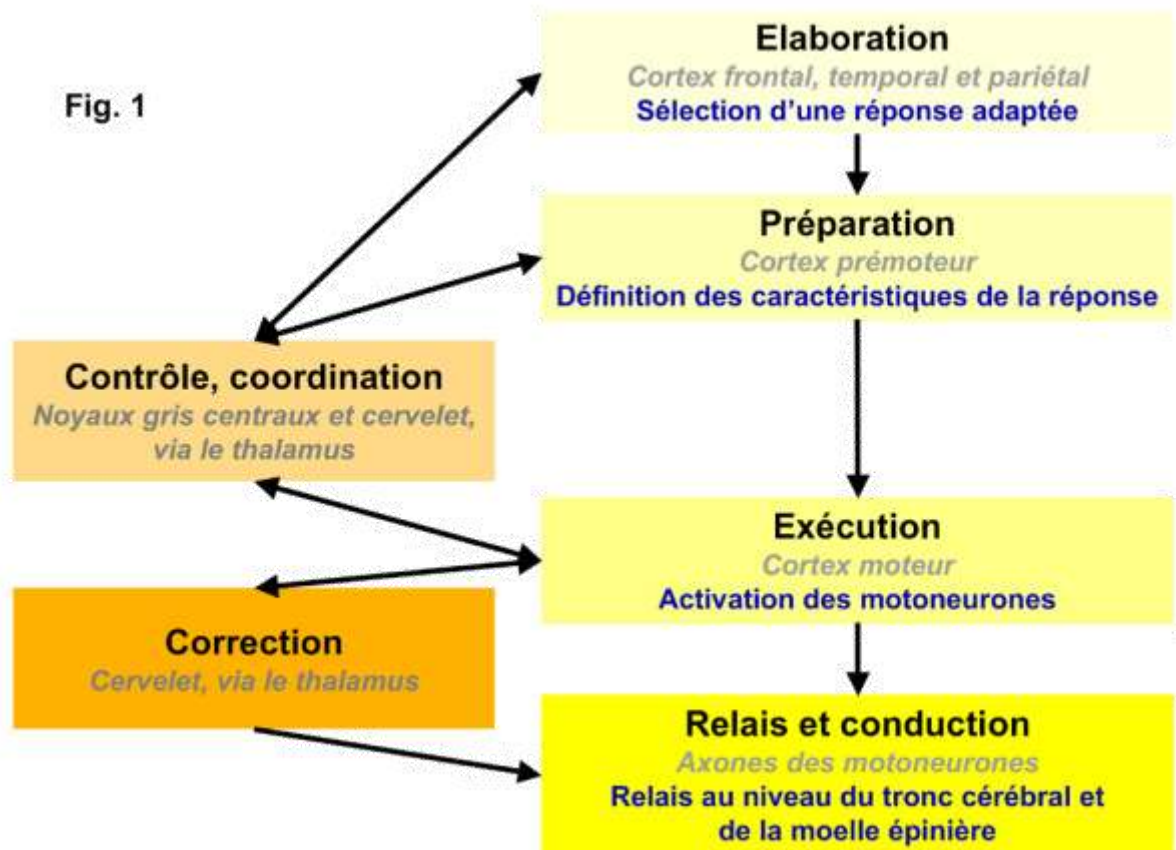 Fig. 1
Elaboration
Cortex frontal, temporal et pariétal
Sélection d'une réponse adaptée
Préparation
Cortex prémoteur
Définition des caractéristiques de la réponse
Contrôle, coordination
Noyaux gris centraux et cervelet,
via le thalamus
Exécution
Cortex moteur
Activation des motoneurones
Correction
Cervelet, via le thalamus
Relais et conduction
Axones des motoneurones
Relais au niveau du tronc cérébral et
de la moelle épinière